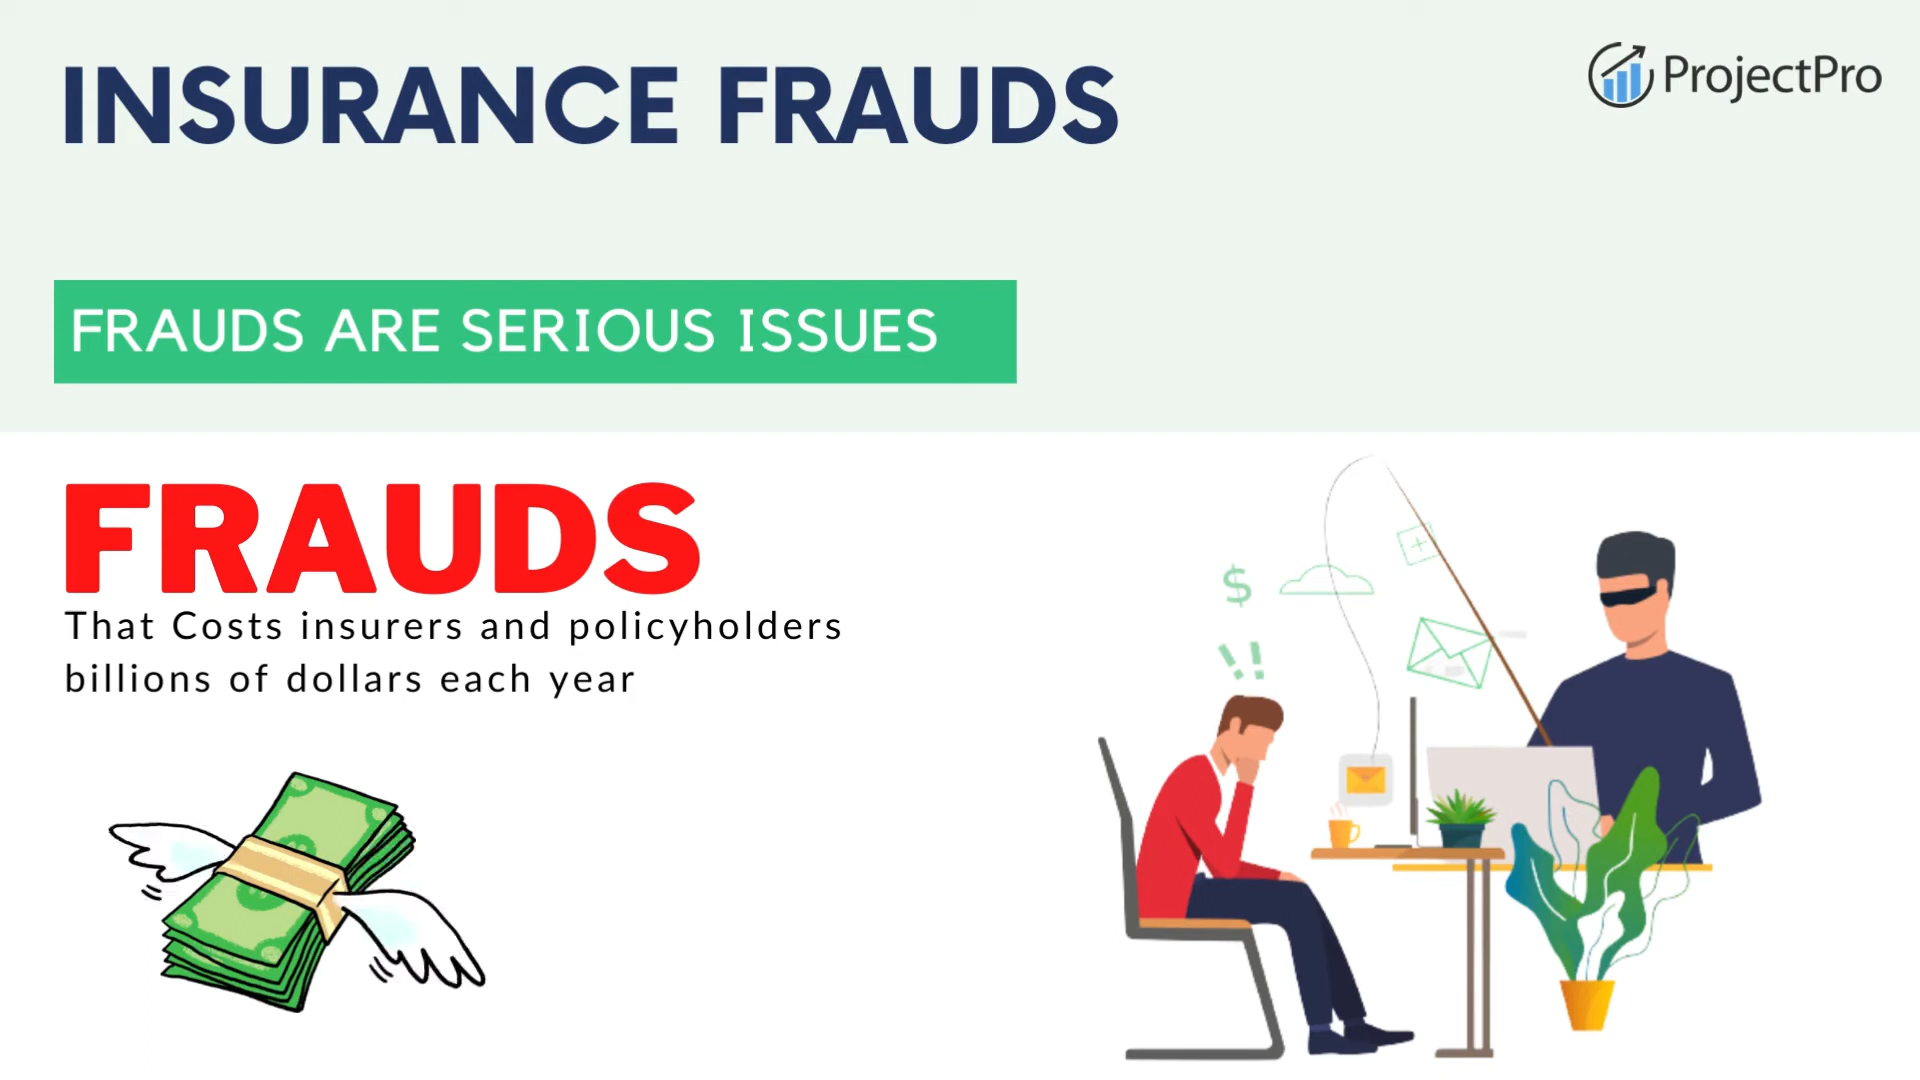 INSURANCE FRAUDS
ProjectPro
FRAUDS ARE SERIOUS ISSUES
FRAUDS
That Costs insurers and policyholders
billions of dollars each year
$
!!